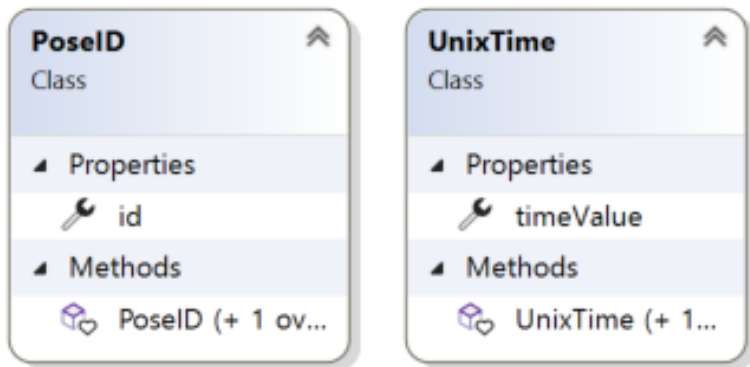 PoseID
Class
Properties
id
Methods
PoseID (+ 1 ov...
UnixTime
Class
Properties
timeValue
Methods
UnixTime (+ 1...